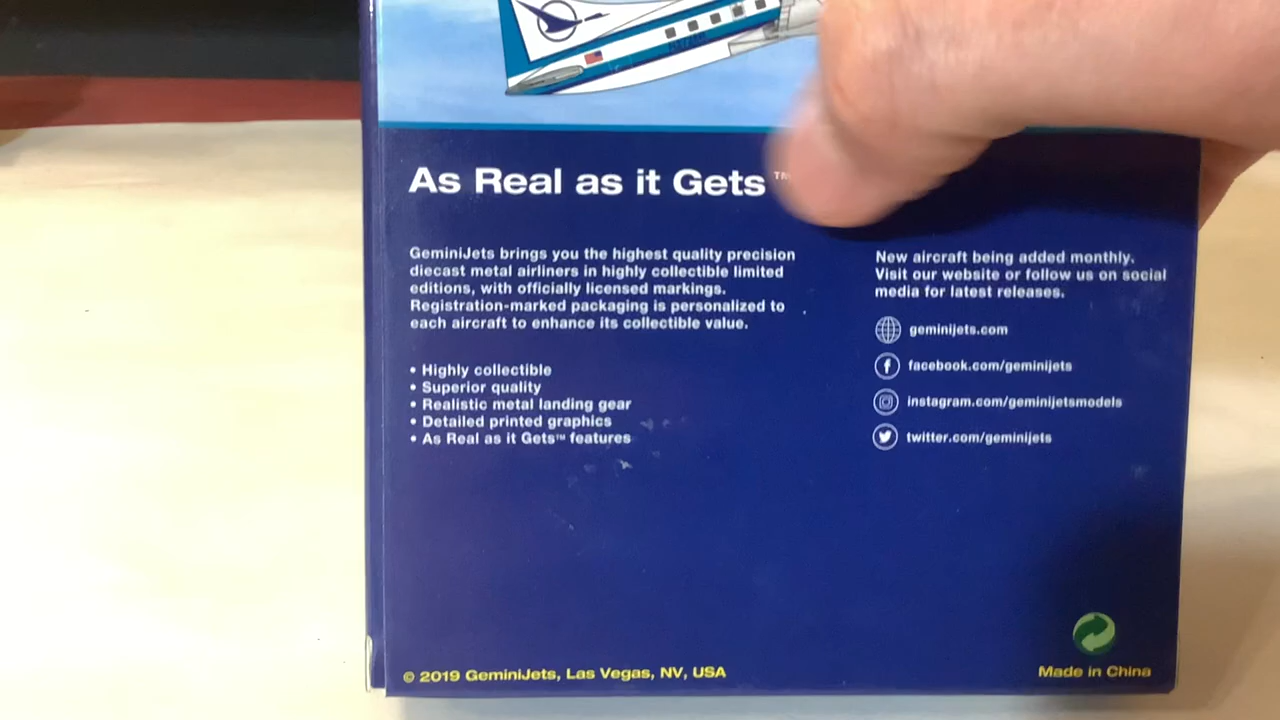 As Real as it Gets™
GeminiJets brings you the highest quality precision
diecast metal airliners in highly collectible limited
editions, with officially licensed markings.
Registration-marked packaging is personalized to
each aircraft to enhance its collectible value.
• Highly collectible
• Superior quality
• Realistic metal landing gear
• Detailed printed graphics
• As Real as it Gets™ features
New aircraft being added monthly.
Visit our website or follow us on social
media for latest releases.
geminijets.com
facebook.com/geminijets
instagram.com/geminijetsmodels
twitter.com/geminijets
© 2019 GeminiJets, Las Vegas, NV, USA
Made in China